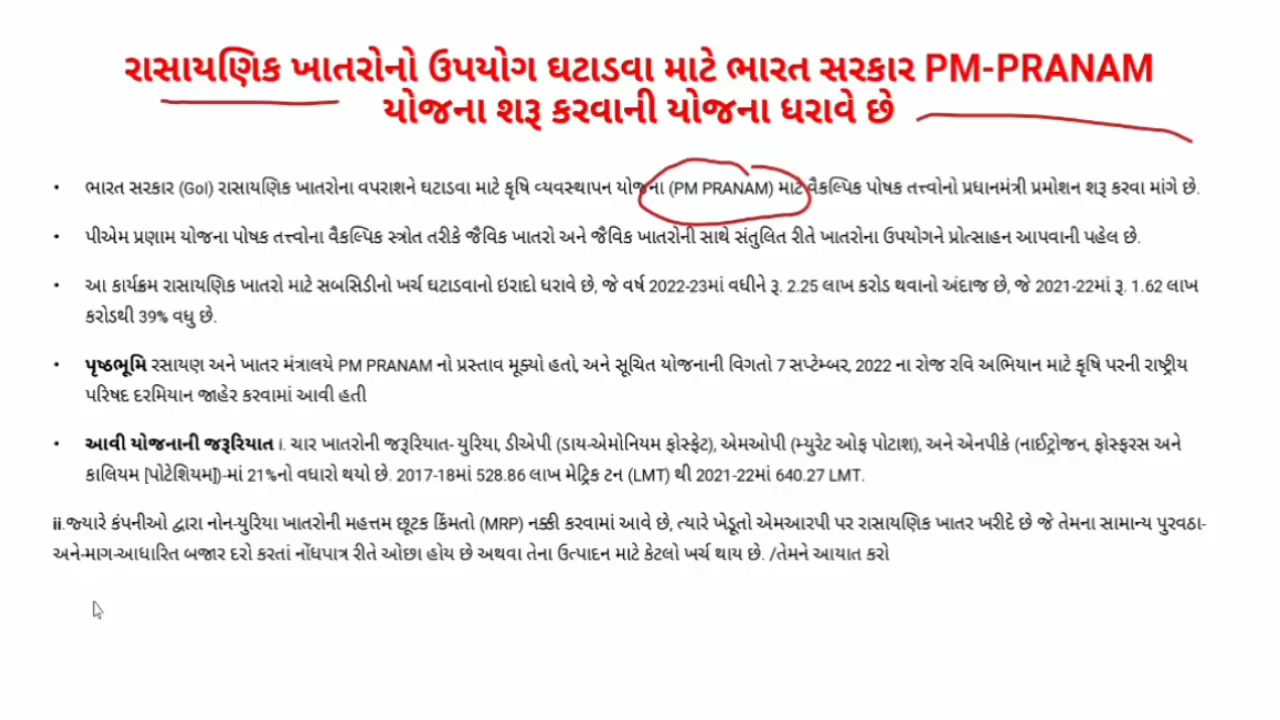 રાસાયણિક ખાતરોનો ઉપયોગ ઘટાડવા માટે ભારત સરકાર PM-PRANAM
યોજના શરૂ કરવાની યોજના ધરાવે છે
• ભારત સરકાર (GoI) રાસાયણિક ખાતરોના વપરાશને ઘટાડવા માટે કૃષિ વ્યવસ્થાપન યોજના (PM PRANAM) માટે વૈકલ્પિક પોષક તત્ત્વોનો પ્રધાનમંત્રી પ્રમોશન શરૂ કરવા માંગે છે.
• પીએમ પ્રણામ યોજના પોષક તત્ત્વોના વૈકલ્પિક સ્ત્રોત તરીકે જૈવિક ખાતરો અને જૈવિક ખાતરોની સાથે સંતુલિત રીતે ખાતરોના ઉપયોગને પ્રોત્સાહન આપવાની પહેલ છે.
• આ કાર્યક્રમ રાસાયણિક ખાતરો માટે સબસિડીનો ખર્ચ ઘટાડવાનો ઇરાદો ધરાવે છે, જે વર્ષ 2022-23માં વધીને રૂ. 2.25 લાખ કરોડ થવાનો અંદાજ છે, જે 2021-22માં રૂ. 1.62 લાખ
કરોડથી 39% વધુ છે.
• પૃષ્ઠભૂમિ રસાયણ અને ખાતર મંત્રાલયે PM PRANAM નો પ્રસ્તાવ મૂક્યો હતો, અને સૂચિત યોજનાની વિગતો 7 સપ્ટેમ્બર, 2022 ના રોજ રવિ અભિયાન માટે કૃષિ પરની રાષ્ટ્રીય
પરિષદ દરમિયાન જાહેર કરવામાં આવી હતી
• આવી યોજનાની જરૂરિયાત i. ચાર ખાતરોની જરૂરિયાત- યુરિયા, ડીએપી (ડાય-એમોનિયમ ફોસ્ફેટ), એમઓપી (મ્યુરેટ ઓફ પોટાશ), અને એનપીકે (નાઈટ્રોજન, ફોસ્ફરસ અને
કાલિયમ [પોટેશિયમ])-માં 21%નો વધારો થયો છે. 2017-18માં 528.86 લાખ મેટ્રિક ટન (LMT) થી 2021-22માં 640.27 LMT.
ii.જ્યારે કંપનીઓ દ્વારા નોન-યુરિયા ખાતરોની મહત્તમ છૂટક કિંમતો (MRP) નક્કી કરવામાં આવે છે, ત્યારે ખેડૂતો એમઆરપી પર રાસાયણિક ખાતર ખરીદે છે જે તેમના સામાન્ય પુરવઠા-
અને-માગ-આધારિત બજાર દરો કરતાં નોંધપાત્ર રીતે ઓછા હોય છે અથવા તેના ઉત્પાદન માટે કેટલો ખર્ચ થાય છે. /તેમને આયાત કરો